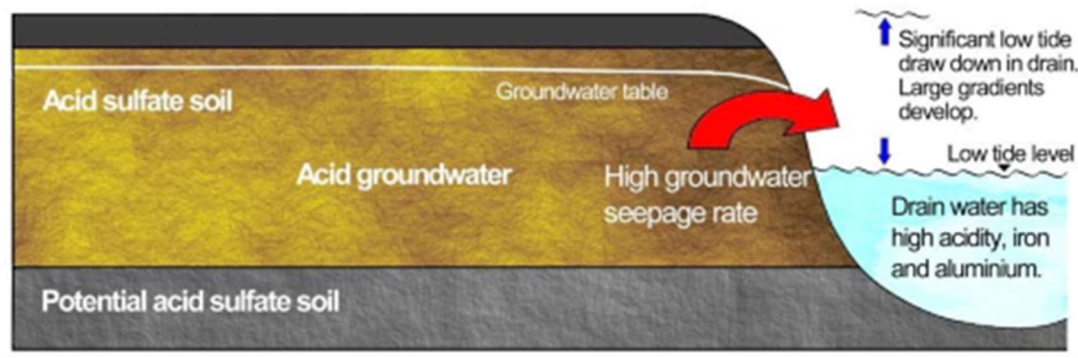 Significant low tide
draw down in drain.
Large gradients
develop.
Acid sulfate soil
Groundwater table
Low tide level
Acid groundwater
High groundwater
seepage rate
Drain water has
high acidity, iron
and aluminium.
Potential acid sulfate soil